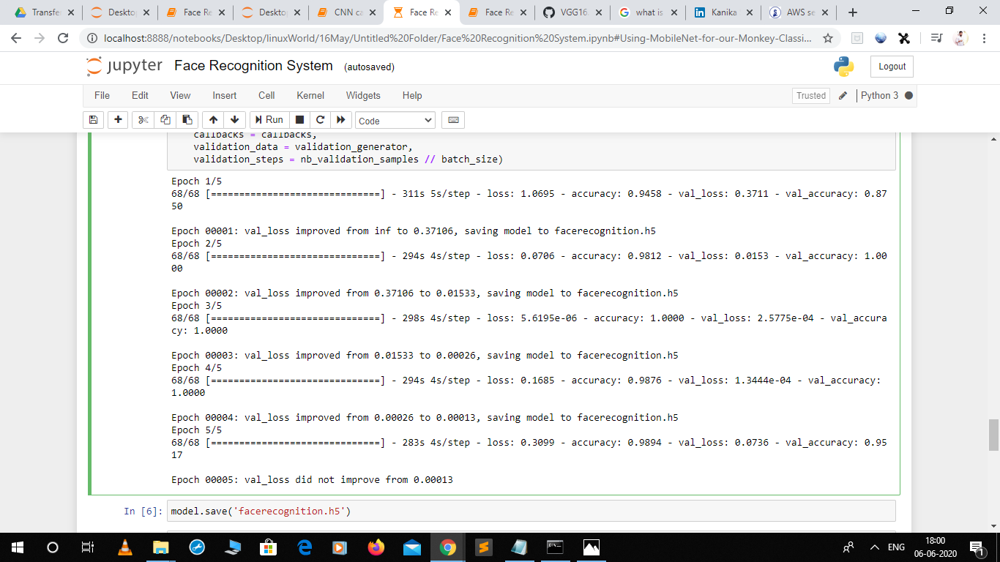 Transfe
Deskto
Face Re
Deskto
CNN ca
Face Re
Face Re
VGG16.
what is
Kanika
AWS se
localhost:8888/notebooks/Desktop/linuxWorld/16May/Untitled%20Folder/Face%20Recognition%20System.ipynb#Using-MobileNet-for-our-Monkey-Classi...
jupyter Face Recognition System (autosaved)
Logout
File Edit View Insert Cell Kernel Widgets Help
Trusted
Python 3
Run
Code
callbacks = callbacks,
validation_data = validation_generator,
validation_steps = nb_validation_samples // batch_size)
Epoch 1/5
68/68 [==============================] - 311s 5s/step - loss: 1.0695 - accuracy: 0.9458 - val_loss: 0.3711 - val_accuracy: 0.87
50
Epoch 00001: val_loss improved from inf to 0.37106, saving model to facerecognition.h5
Epoch 2/5
68/68 [==============================] - 294s 4s/step - loss: 0.0706 - accuracy: 0.9812 - val_loss: 0.0153 - val_accuracy: 1.00
00
Epoch 00002: val_loss improved from 0.37106 to 0.01533, saving model to facerecognition.h5
Epoch 3/5
68/68 [==============================] - 298s 4s/step - loss: 5.6195e-06 - accuracy: 1.0000 - val_loss: 2.5775e-04 - val_accura
cy: 1.0000
Epoch 00003: val_loss improved from 0.01533 to 0.00026, saving model to facerecognition.h5
Epoch 4/5
68/68 [==============================] - 294s 4s/step - loss: 0.1685 - accuracy: 0.9876 - val_loss: 1.3444e-04 - val_accuracy:
1.0000
Epoch 00004: val_loss improved from 0.00026 to 0.00013, saving model to facerecognition.h5
Epoch 5/5
68/68 [==============================] - 283s 4s/step - loss: 0.3099 - accuracy: 0.9894 - val_loss: 0.0736 - val_accuracy: 0.95
17
Epoch 00005: val_loss did not improve from 0.00013
In [6]: model.save('facerecognition.h5')
ENG
18:00
06-06-2020
1